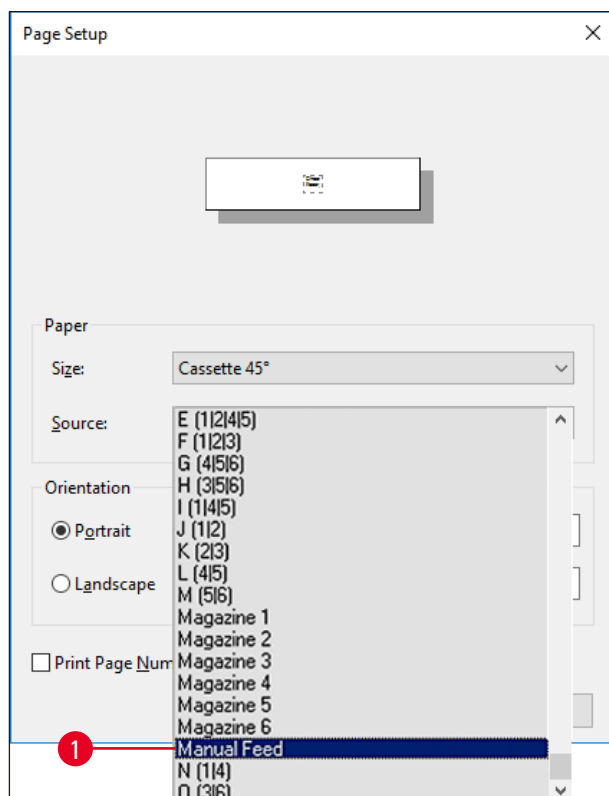 Page Setup
Paper
Size: Cassette 45°
Source:
E (1|2|4|5)
F (1|2|3)
G (4|5|6)
H (3|5|6)
Orientation
I (1|4|5)
Portrait
J (1|2)
K (2|3)
L (4|5)
Landscape
M (5|6)
Magazine 1
Magazine 2
Print Page Num
Magazine 3
Magazine 4
Magazine 5
Magazine 6
1
Manual Feed
N (1|4)
O (3|6)